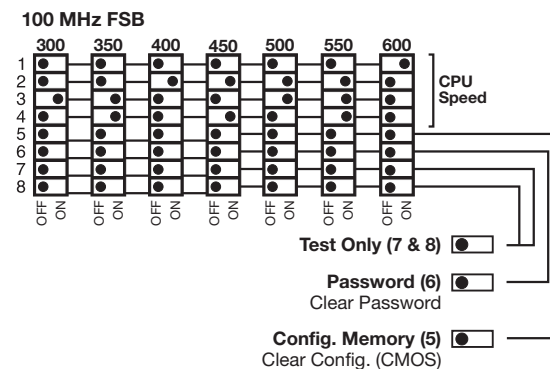 100 MHz FSB
300 350 400 450 500 550 600
1
2
3
4
5
6
7
8
CPU
Speed
OFF ON OFF ON OFF ON OFF ON OFF ON OFF ON OFF ON
Test Only (7 & 8)
Password (6)
Clear Password
Config. Memory (5)
Clear Config. (CMOS)